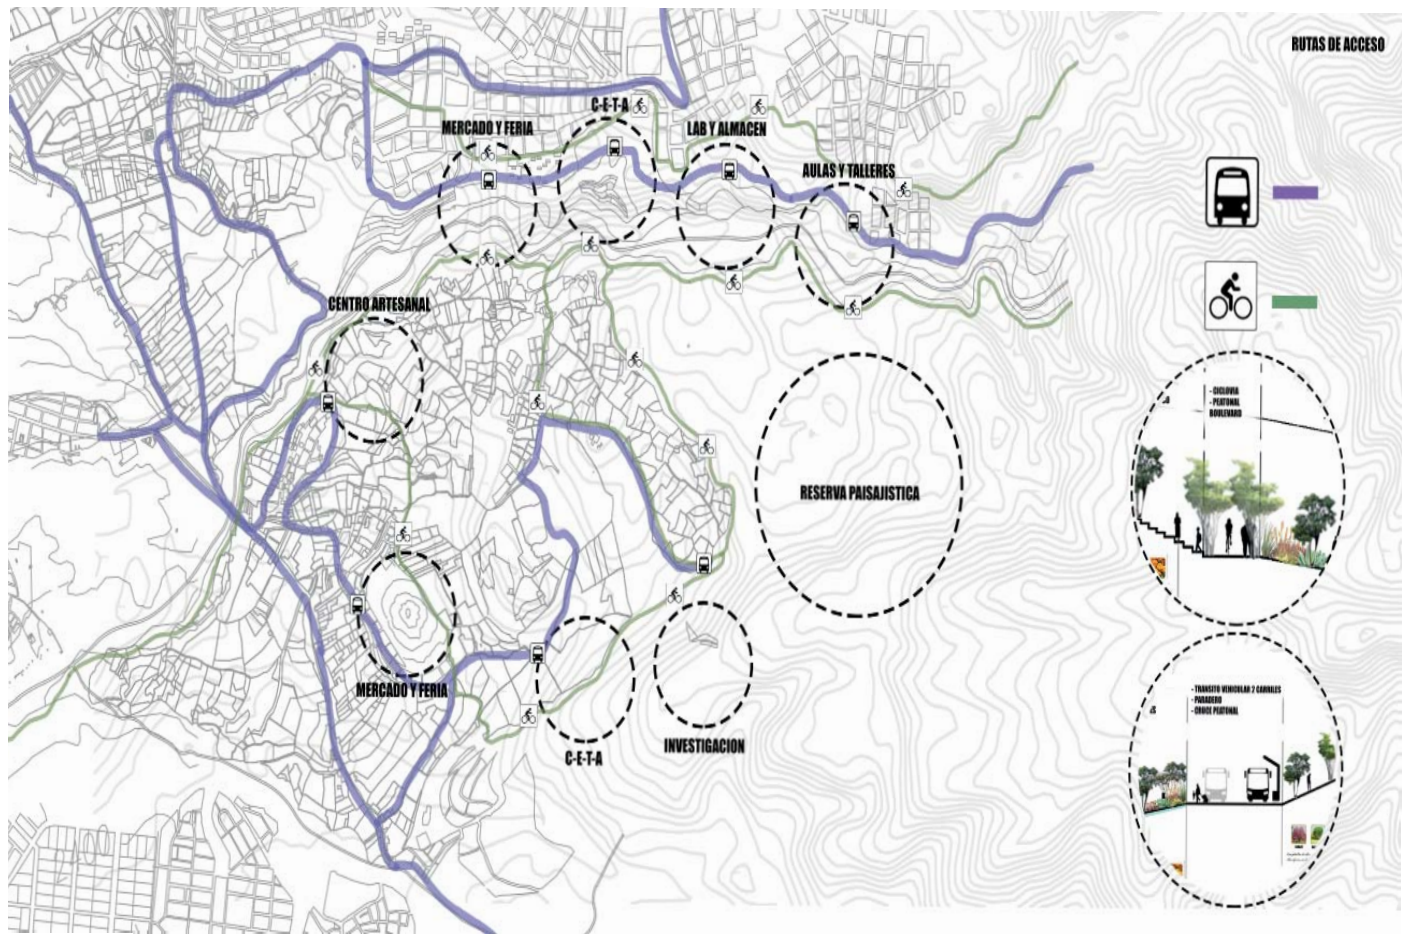 RUTAS DE ACCESO
C-E-T-A
MERCADO Y FERIA
LAB Y ALMACEN
AULAS Y TALLERES
CENTRO ARTESANAL
- CICLOVIA
- PEATONAL
BOULEVARD
RESERVA PAISAJISTICA
MERCADO Y FERIA
C-E-T-A
INVESTIGACION
- TRANSITO VEHICULAR 2 CARRILES
- PARADERO
- CRUCE PEATONAL